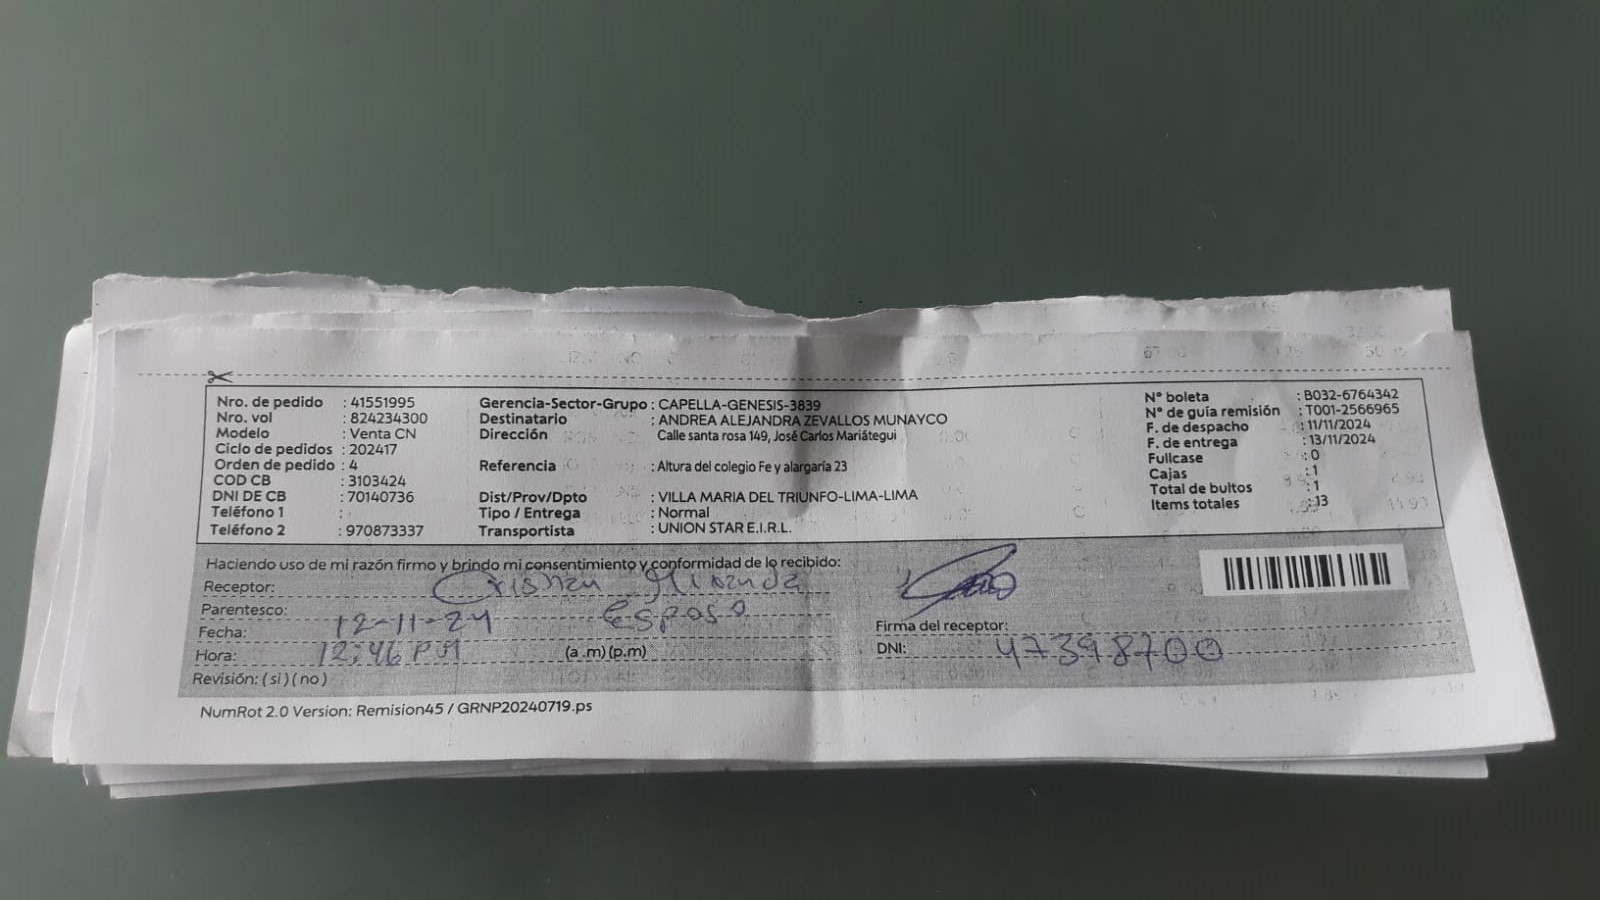 Nro. de pedido : 41551995
Nro. vol : 824234300
Modelo : Venta CN
Ciclo de pedidos : 202417
Orden de pedido : 4
COD CB : 3103424
DNI DE CB : 70140736
Teléfono 1 :
Teléfono 2 : 970873337
Gerencia-Sector-Grupo : CAPELLA-GENESIS-3839
Destinatario : ANDREA ALEJANDRA ZEVALLOS MUNAYCO
Dirección Calle santa rosa 149, José Carlos Mariátegui
Referencia : Altura del colegio Fe y alargaría 23
Dist/Prov/Dpto : VILLA MARIA DEL TRIUNFO-LIMA-LIMA
Tipo / Entrega : Normal
Transportista : UNION STAR E.I.R.L.
N° boleta : B032-6764342
N° de guía remisión : T001-2566965
F. de despacho : 11/11/2024
F. de entrega : 13/11/2024
Fullcase : 0
Cajas : 1
Total de bultos : 1
Items totales : 13
Haciendo uso de mi razón firmo y brindo mi consentimiento y conformidad de lo recibido:
Receptor: Cristian Miranda
Parentesco: Esposo
Fecha: 12-11-24
Hora: 12:46 PM (a .m) (p.m)
Revisión: ( si ) ( no )
Firma del receptor:
DNI: 47398700
NumRot 2.0 Version: Remision45 / GRNP20240719.ps